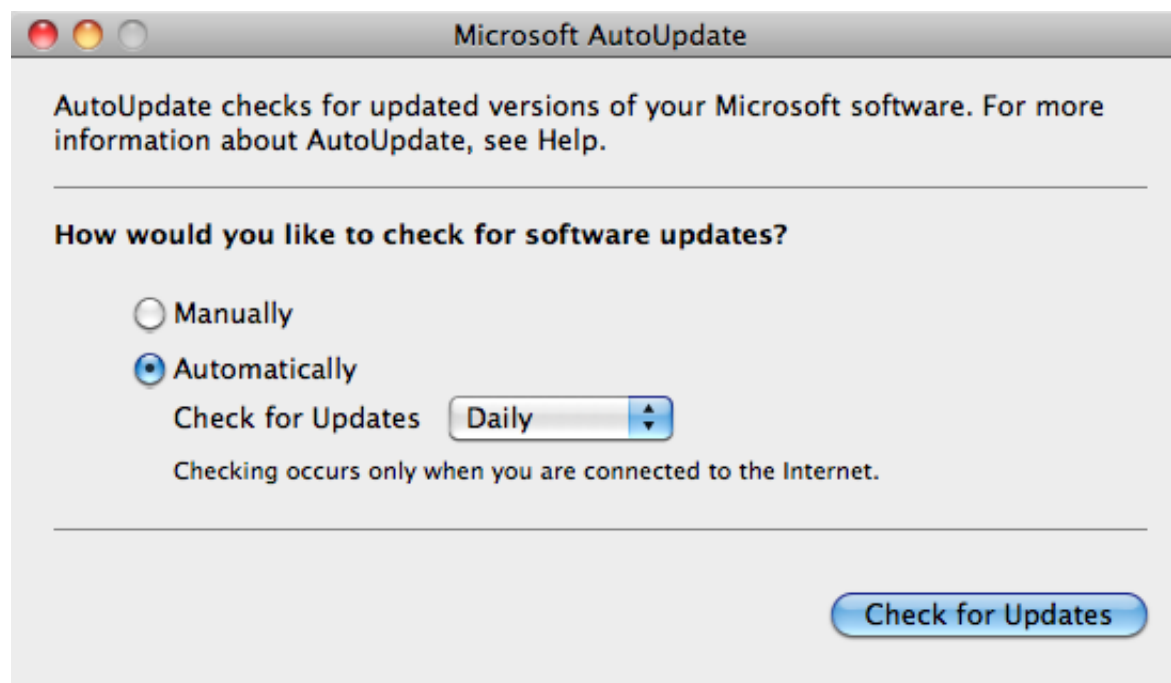 Microsoft AutoUpdate
AutoUpdate checks for updated versions of your Microsoft software. For more
information about AutoUpdate, see Help.
How would you like to check for software updates?
Manually
Automatically
Check for Updates Daily
Checking occurs only when you are connected to the Internet.
Check for Updates